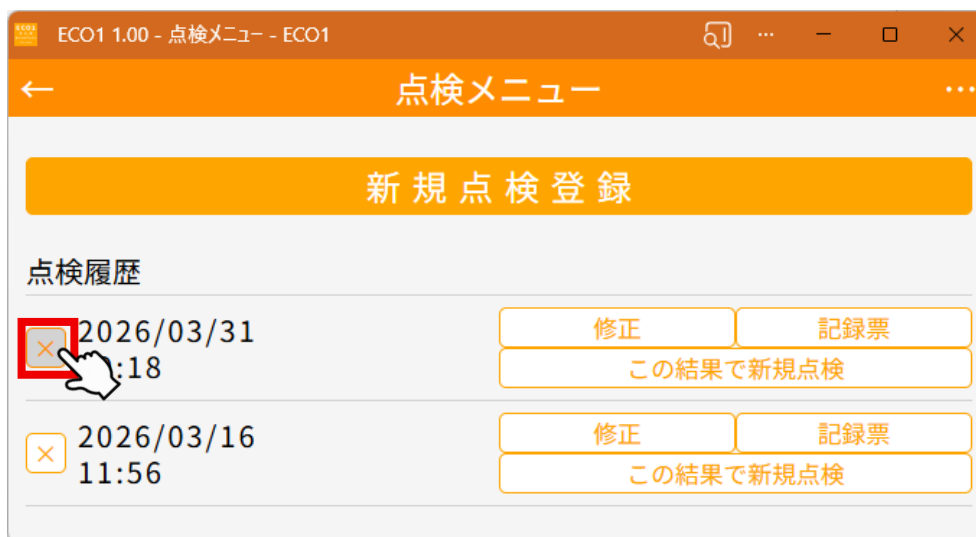 ECO1 1.00 - 点検メニュー - ECO1
点検メニュー
新規点検登録
点検履歴
2026/03/31
:18
修正
記録票
この結果で新規点検
2026/03/16
11:56
修正
記録票
この結果で新規点検